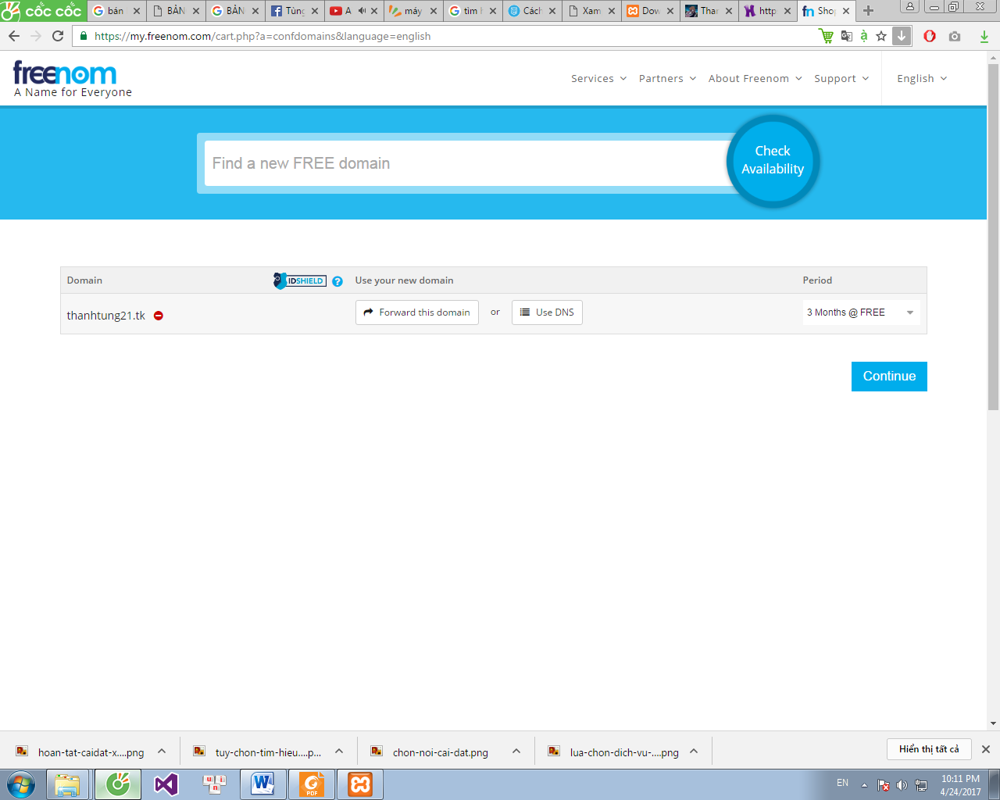 cốc cốc
bán
BẢN
BẢN
Tùng
A
máy
tìm
Cách
Xam
Dow
Than
http
Shop
https://my.freenom.com/cart.php?a=confdomains&language=english
freenom
A Name for Everyone
Services
Partners
About Freenom
Support
English
Find a new FREE domain
Check
Availability
Domain
IDSHIELD
Use your new domain
Period
thanhtung21.tk
Forward this domain
or
Use DNS
3 Months @ FREE
Continue
hoan-tat-caidat-x....png
tuy-chon-tim-hieu....p...
chon-noi-cai-dat.png
lua-chon-dich-vu-....png
Hiển thị tất cả
EN
10:11 PM
4/24/2017